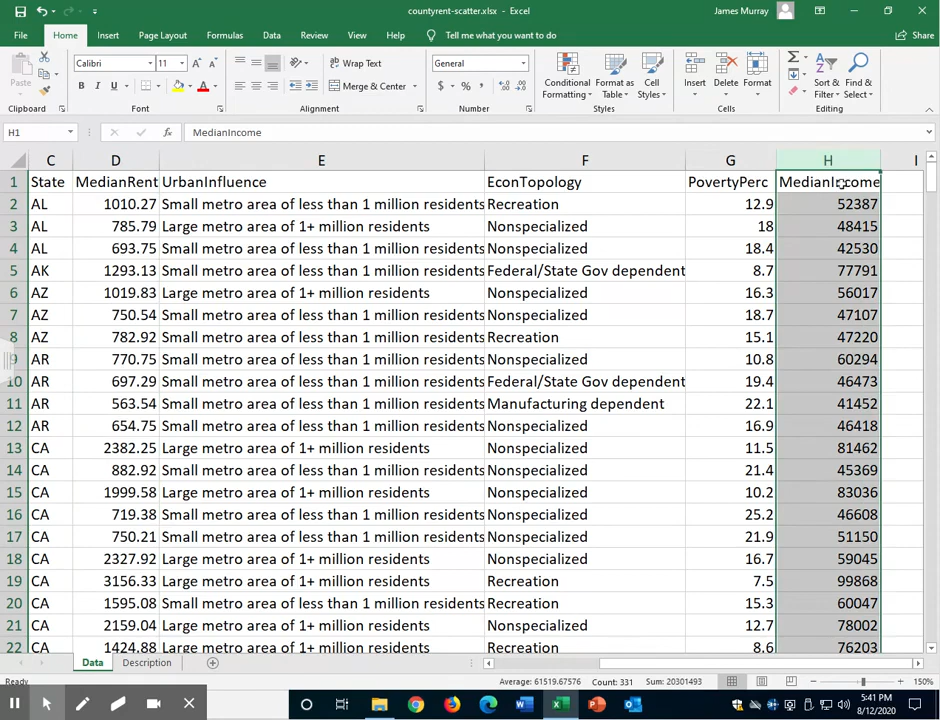 countyrent-scatter.xlsx - Excel
James Murray
File Home Insert Page Layout Formulas Data Review View Help Tell me what you want to do Share
Paste Calibri 11 Wrap Text General Conditional Format as Cell Insert Delete Format Sort & Find &
Merge & Center Formatting Table Styles Filter Select
Clipboard Font Alignment Number Styles Cells Editing
H1 MedianIncome
C D E F G H I
1 State MedianRent UrbanInfluence EconTopology PovertyPerc MedianIncome
2 AL 1010.27 Small metro area of less than 1 million residents Recreation 12.9 52387
3 AL 785.79 Large metro area of 1+ million residents Nonspecialized 18 48415
4 AL 693.75 Small metro area of less than 1 million residents Nonspecialized 18.4 42530
5 AK 1293.13 Small metro area of less than 1 million residents Federal/State Gov dependent 8.7 77791
6 AZ 1019.83 Large metro area of 1+ million residents Nonspecialized 16.3 56017
7 AZ 750.54 Small metro area of less than 1 million residents Nonspecialized 18.7 47107
8 AZ 782.92 Small metro area of less than 1 million residents Recreation 15.1 47220
9 AR 770.75 Small metro area of less than 1 million residents Nonspecialized 10.8 60294
10 AR 697.29 Small metro area of less than 1 million residents Federal/State Gov dependent 19.4 46473
11 AR 563.54 Small metro area of less than 1 million residents Manufacturing dependent 22.1 41452
12 AR 654.75 Small metro area of less than 1 million residents Nonspecialized 16.9 46418
13 CA 2382.25 Large metro area of 1+ million residents Nonspecialized 11.5 81462
14 CA 882.92 Small metro area of less than 1 million residents Nonspecialized 21.4 45369
15 CA 1999.58 Large metro area of 1+ million residents Nonspecialized 10.2 83036
16 CA 719.38 Small metro area of less than 1 million residents Nonspecialized 25.2 46608
17 CA 750.21 Small metro area of less than 1 million residents Nonspecialized 21.9 51150
18 CA 2327.92 Large metro area of 1+ million residents Nonspecialized 16.7 59045
19 CA 3156.33 Large metro area of 1+ million residents Recreation 7.5 99868
20 CA 1595.08 Small metro area of less than 1 million residents Recreation 15.3 60047
21 CA 2159.04 Large metro area of 1+ million residents Nonspecialized 12.7 78002
22 CA 1424.88 Large metro area of 1+ million residents Recreation 8.6 76203
Data Description
Ready Average: 61519.67576 Count: 331 Sum: 20301493 150%
5:41 PM
8/12/2020